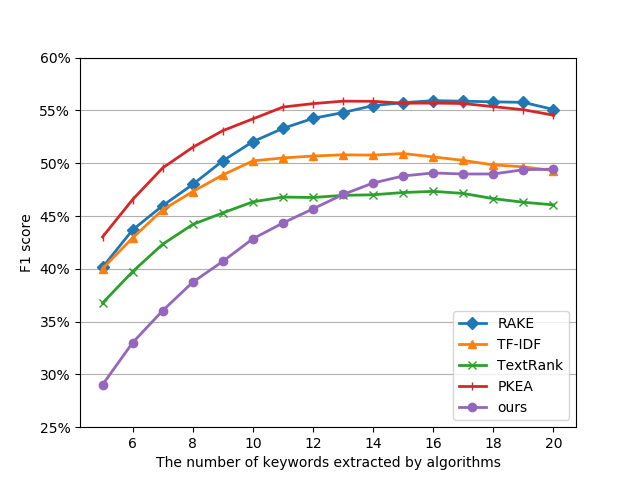 60%
55%
50%
45%
40%
35%
30%
25%
F1 score
6 8 10 12 14 16 18 20
The number of keywords extracted by algorithms
RAKE
TF-IDF
TextRank
PKEA
ours